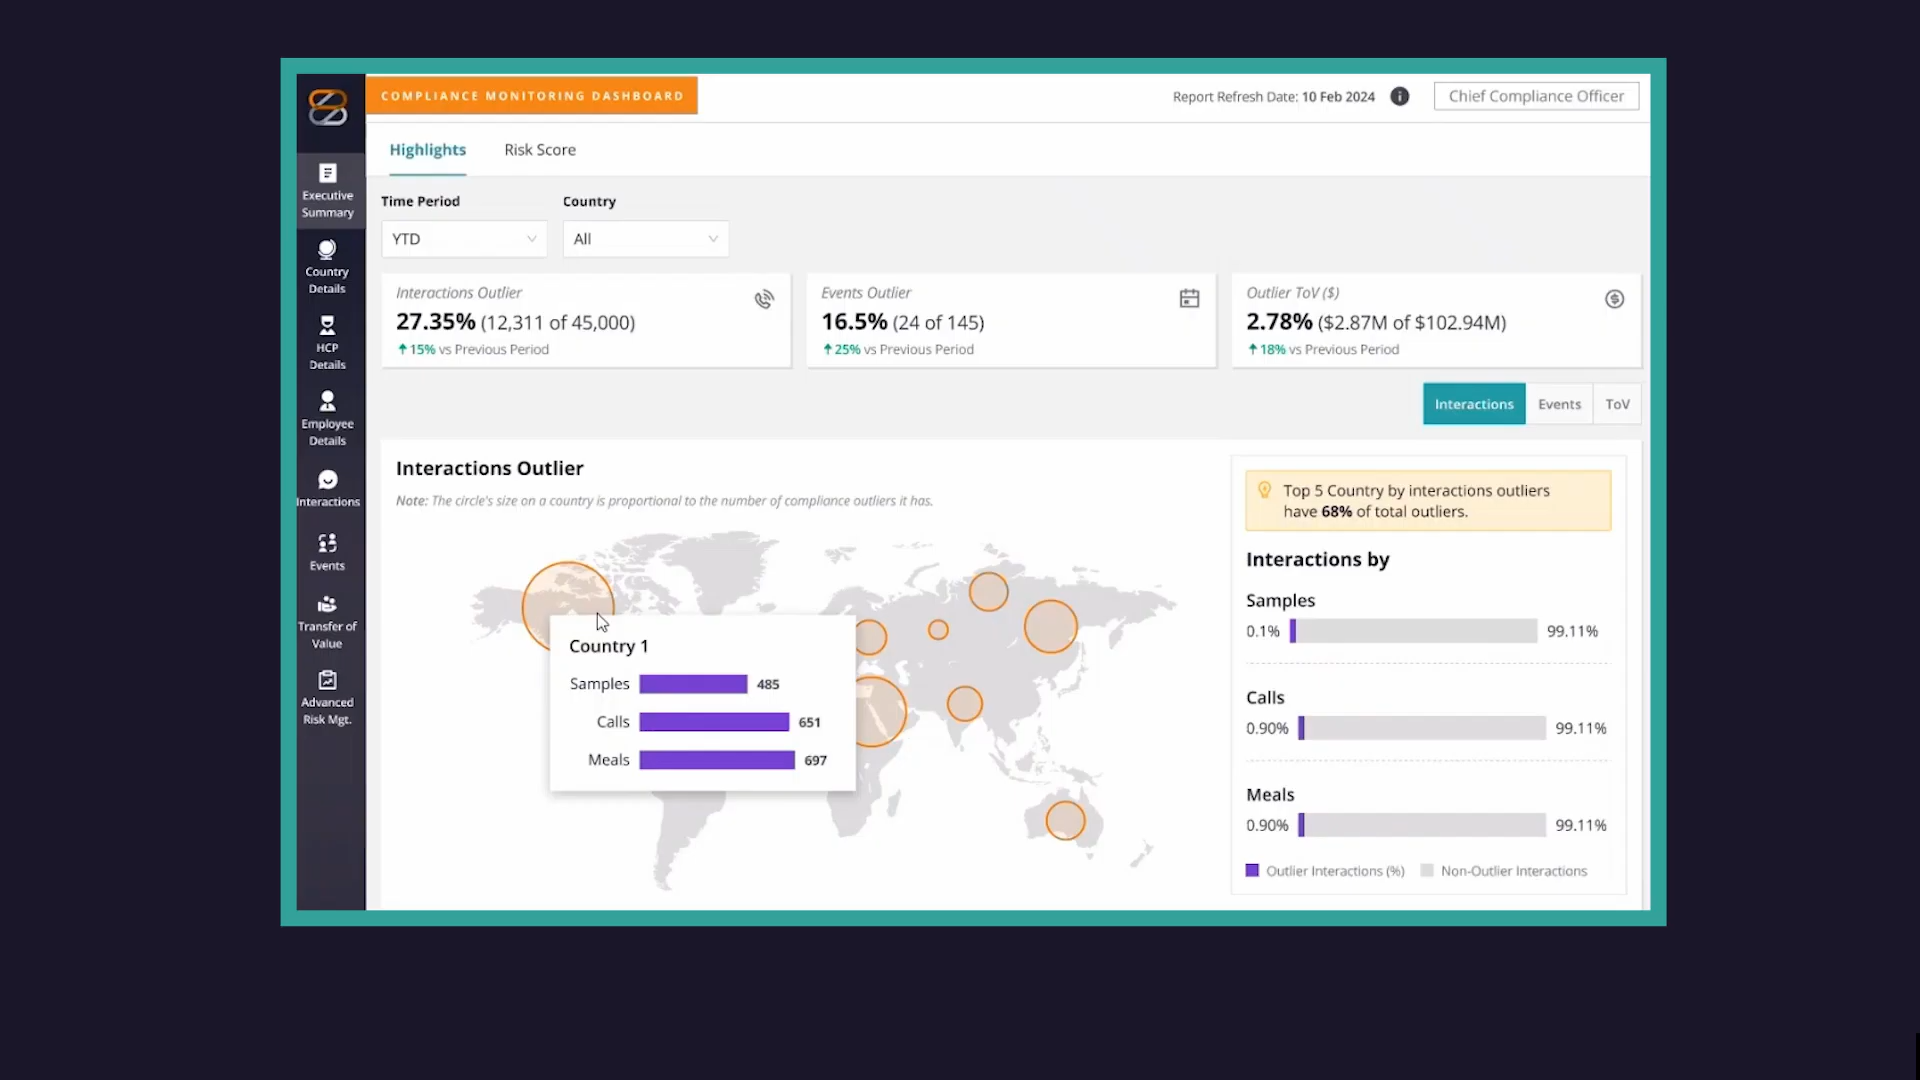 COMPLIANCE MONITORING DASHBOARD
Report Refresh Date: 10 Feb 2024
Chief Compliance Officer
Executive
Summary
Country
Details
HCP
Details
Employee
Details
Interactions
Events
Transfer of
Value
Advanced
Risk Mgt.
Highlights
Risk Score
Time Period
Country
YTD
All
Interactions Outlier
27.35% (12,311 of 45,000)
15% vs Previous Period
Events Outlier
16.5% (24 of 145)
25% vs Previous Period
Outlier ToV ($)
2.78% ($2.87M of $102.94M)
18% vs Previous Period
Interactions
Events
ToV
Interactions Outlier
Note: The circle's size on a country is proportional to the number of compliance outliers it has.
Country 1
Samples 485
Calls 651
Meals 697
Top 5 Country by interactions outliers
have 68% of total outliers.
Interactions by
Samples
0.1% 99.11%
Calls
0.90% 99.11%
Meals
0.90% 99.11%
Outlier Interactions (%) Non-Outlier Interactions